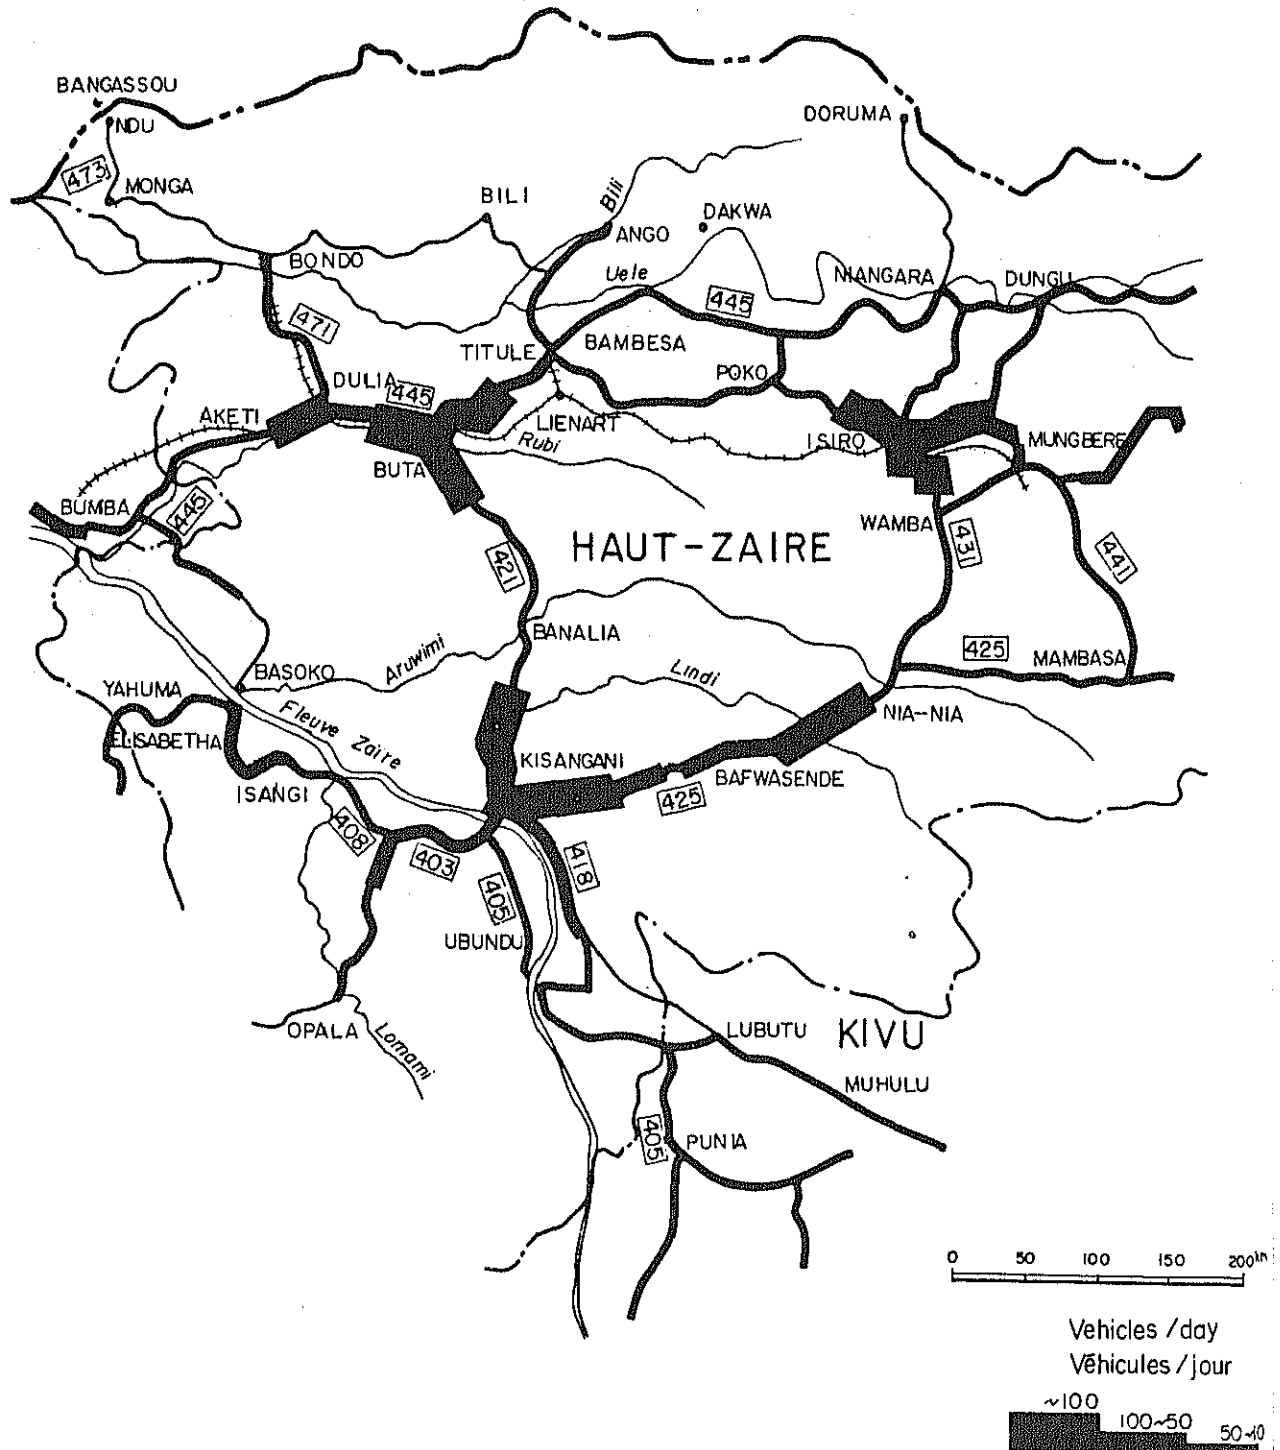 BANGASSOU
NDU
DORUMA
473
MONGA
BILI
Bili
DAKWA
ANGO
BONDO
Uele
NIANGARA
DUNGU
445
471
TITULE
BAMBESA
POKO
DULIA
445
AKETI
LIENART
Rubi
ISIRO
MUNGBERE
BUTA
BUMBA
445
WAMBA
HAUT-ZAIRE
431
421
441
BANALIA
425
MAMBASA
BASOKO
Aruwimi
Lindi
YAHUMA
Fleuve Zaire
NIA-NIA
ELISABETHA
KISANGANI
ISANGI
BAFWASENDE
425
408
403
418
405
UBUNDU
OPALA
Lomami
LUBUTU
KIVU
MUHULU
405
PUNIA
0 50 100 150 200km
Vehicles /day
Véhicules /jour
~100
100~50
50~10